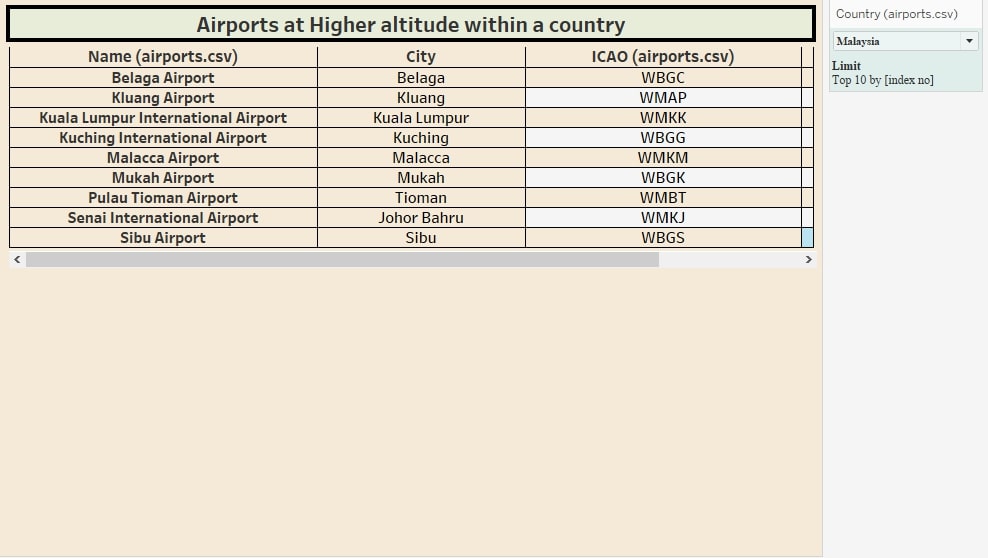 Airports at Higher altitude within a country
Name (airports.csv) City ICAO (airports.csv)
Belaga Airport Belaga WBGC
Kluang Airport Kluang WMAP
Kuala Lumpur International Airport Kuala Lumpur WMKK
Kuching International Airport Kuching WBGG
Malacca Airport Malacca WMKM
Mukah Airport Mukah WBGK
Pulau Tioman Airport Tioman WMBT
Senai International Airport Johor Bahru WMKJ
Sibu Airport Sibu WBGS
Country (airports.csv)
Malaysia
Limit
Top 10 by [index no]